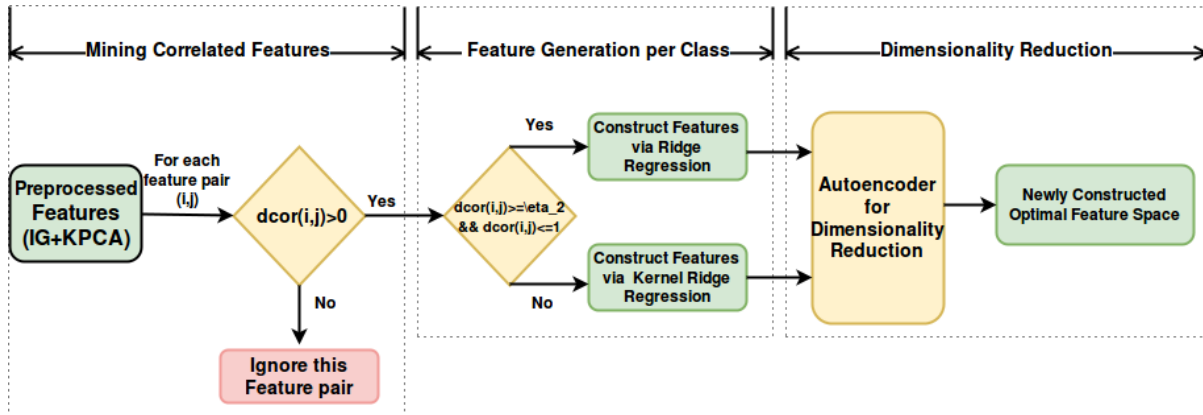 Mining Correlated Features
Feature Generation per Class
Dimensionality Reduction
Preprocessed
Features
(IG+KPCA)
For each
feature pair
(i,j)
dcor(i,j)>0
Yes
No
Ignore this
Feature pair
dcor(i,j)>=\eta_2
&& dcor(i,j)<=1
Yes
Construct Features
via Ridge
Regression
No
Construct Features
via Kernel Ridge
Regression
Autoencoder
for
Dimensionality
Reduction
Newly Constructed
Optimal Feature Space